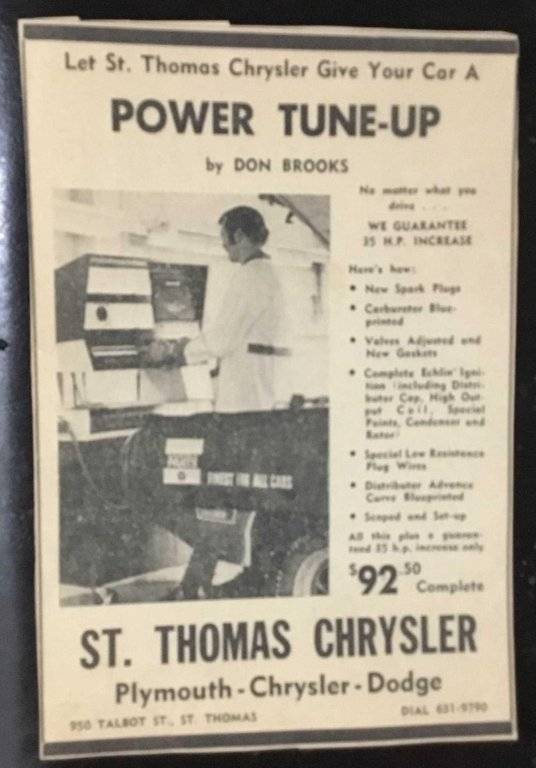 Let St. Thomas Chrysler Give Your Car A
POWER TUNE-UP
by DON BROOKS
No matter what you
drive . . .
WE GUARANTEE
35 H.P. INCREASE
Here's how:
• New Spark Plugs
• Carburetor Blue-
printed
• Valves Adjusted and
New Gaskets
• Complete Echlin Igni-
tion (including Distri-
butor Cap, High Out-
put Coil, Special
Points, Condenser and
Rotor)
• Special Low Resistance
Plug Wires
• Distributor Advance
Curve Blueprinted
• Scoped and Set-up
All this plus a guaran-
teed 35 h.p. increase only
$92.50 Complete
PARTS
FINEST FOR ALL CARS
ST. THOMAS CHRYSLER
Plymouth - Chrysler - Dodge
950 TALBOT ST., ST. THOMAS
DIAL 631-9790